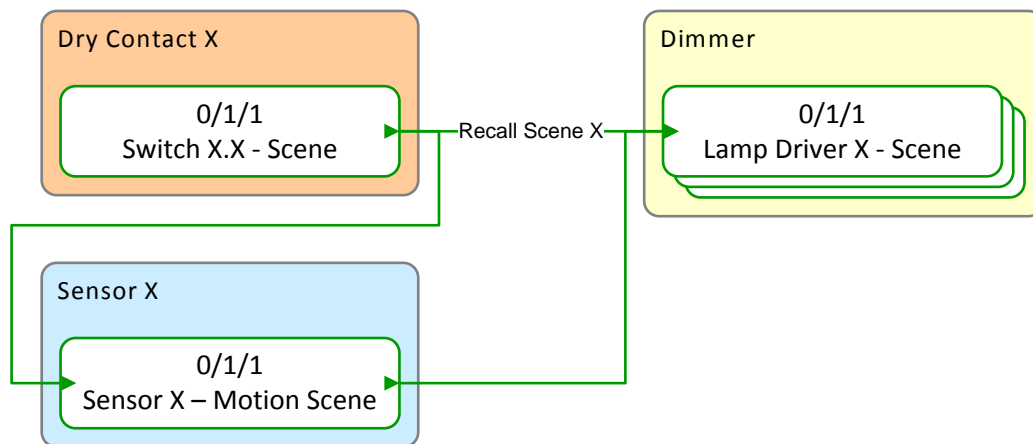 Dry Contact X
0/1/1
Switch X.X - Scene
Recall Scene X
Dimmer
0/1/1
Lamp Driver X - Scene
Sensor X
0/1/1
Sensor X – Motion Scene